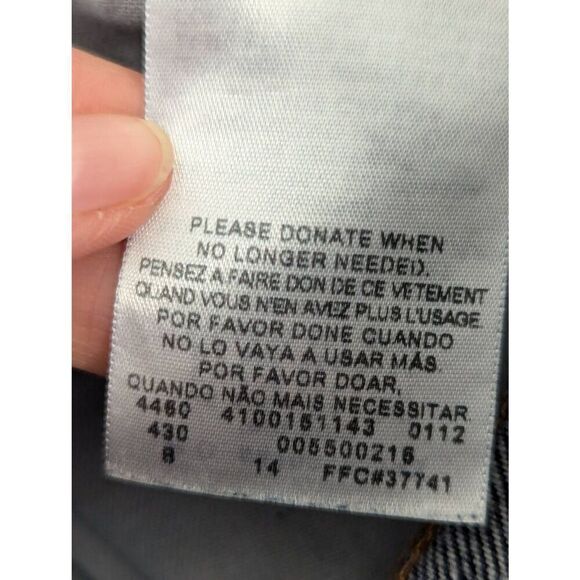 PLEASE DONATE WHEN
NO LONGER NEEDED.
PENSEZ A FAIRE DON DE CE VETEMENT
QUAND VOUS N'EN AVEZ PLUS L'USAGE.
POR FAVOR DONE CUANDO
NO LO VAYA A USAR MÁS.
POR FAVOR DOAR,
QUANDO NÃO MAIS NECESSITAR
4460 4100151143 0112
430 005500216
8 14 FFC#37741